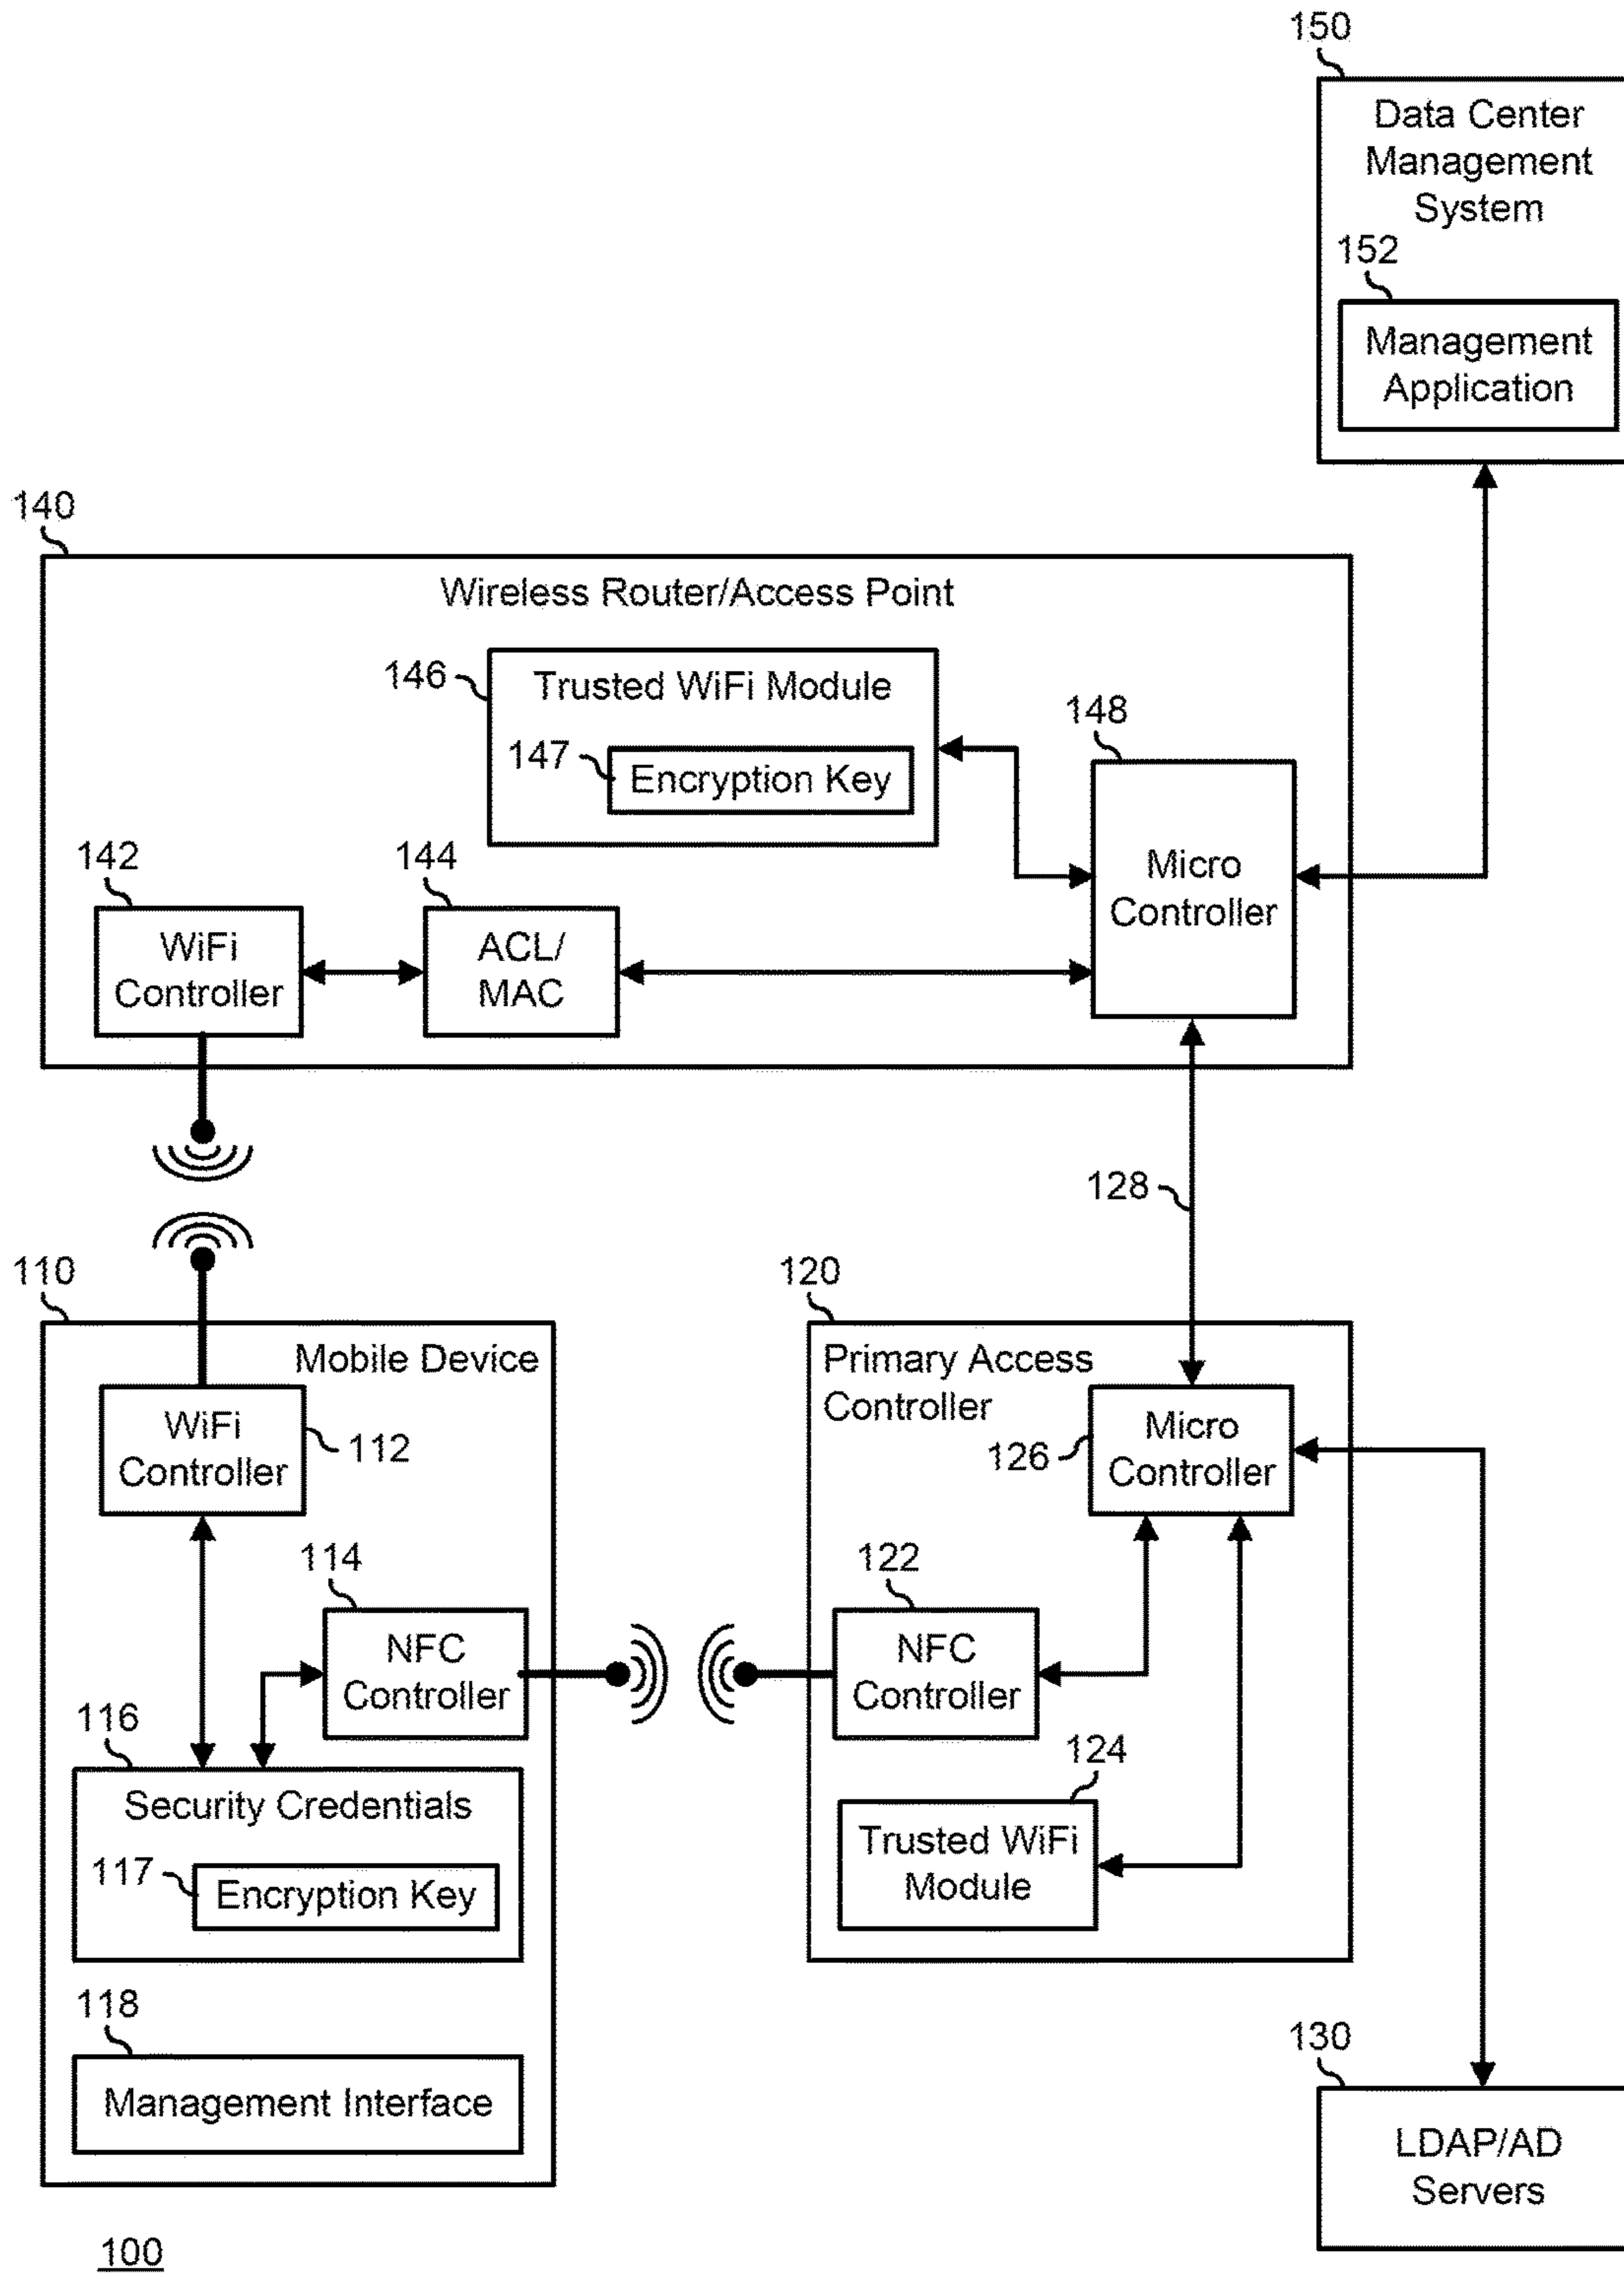 150
Data Center
Management
System
152
Management
Application
140
Wireless Router/Access Point
146
Trusted WiFi Module
147
Encryption Key
148
Micro
Controller
142
WiFi
Controller
144
ACL/
MAC
128
110
Mobile Device
WiFi
Controller
112
114
NFC
Controller
116
Security Credentials
117
Encryption Key
118
Management Interface
120
Primary Access
Controller
Micro
Controller
126
122
NFC
Controller
124
Trusted WiFi
Module
130
LDAP/AD
Servers
100